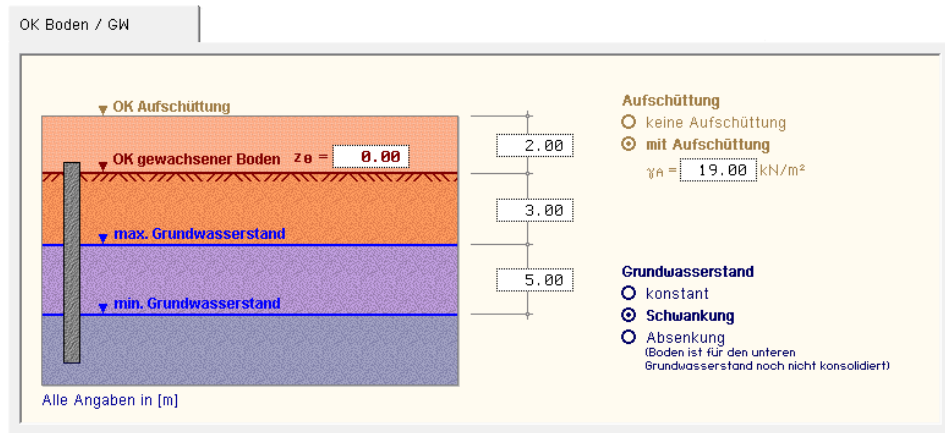 OK Boden / GW
OK Aufschüttung
OK gewachsener Boden zθ = 0.00
max. Grundwasserstand
min. Grundwasserstand
Alle Angaben in [m]
2.00
3.00
5.00
Aufschüttung
keine Aufschüttung
mit Aufschüttung
γA = 19.00 kN/m²
Grundwasserstand
konstant
Schwankung
Absenkung
(Boden ist für den unteren
Grundwasserstand noch nicht konsolidiert)